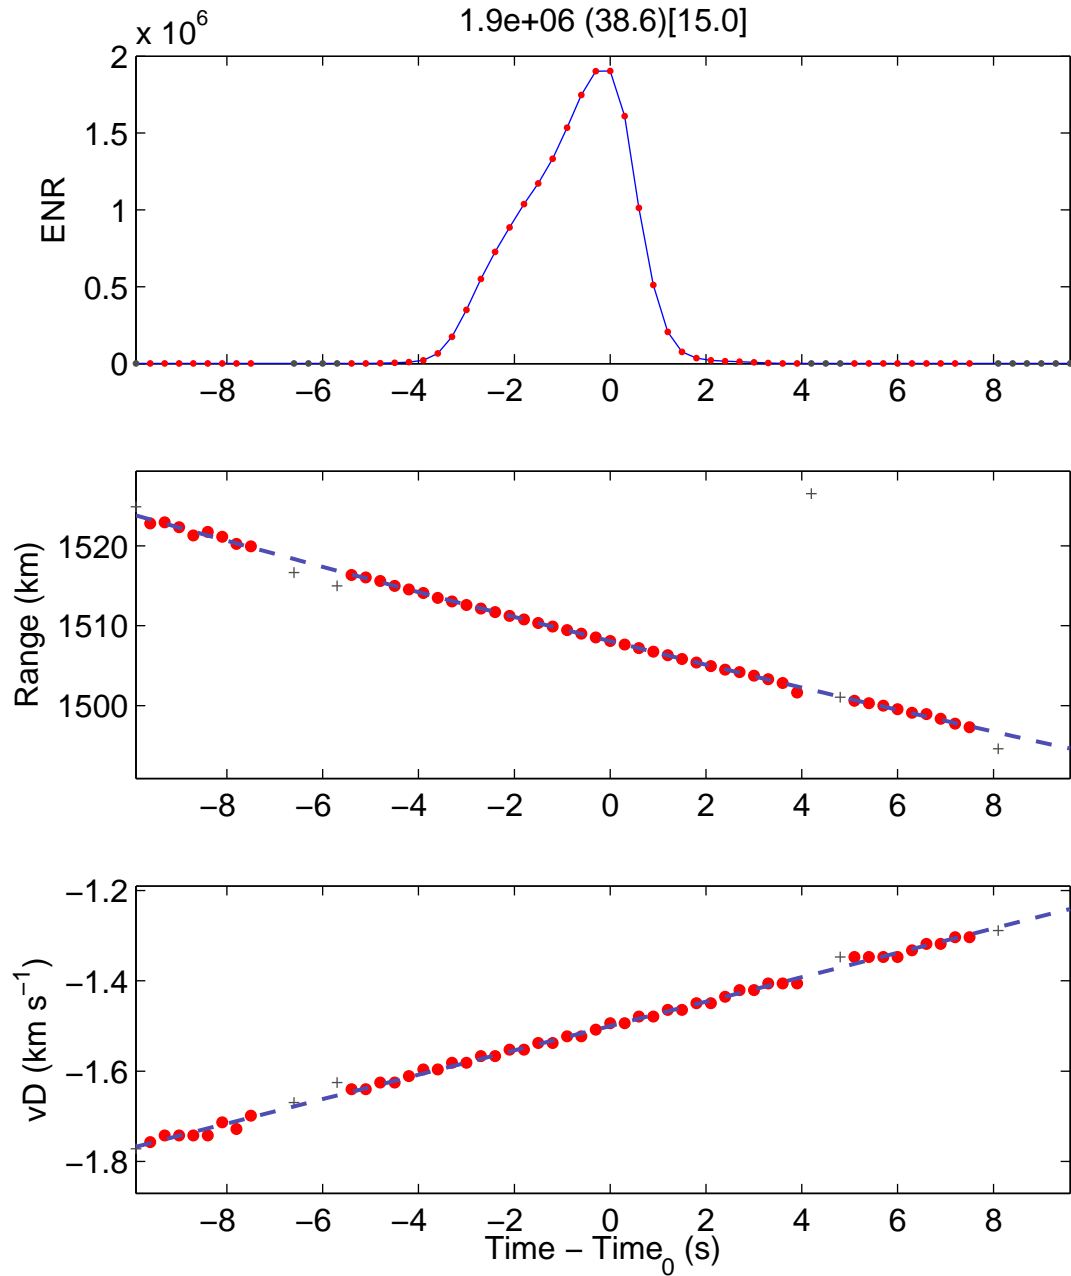 1.9e+06 (38.6)[15.0]
x 10^6
2
1.5
1
0.5
0
ENR
−8 −6 −4 −2 0 2 4 6 8
1520
1510
1500
Range (km)
−8 −6 −4 −2 0 2 4 6 8
−1.2
−1.4
−1.6
−1.8
vD (km s^−1)
−8 −6 −4 −2 0 2 4 6 8
Time − Time_0 (s)